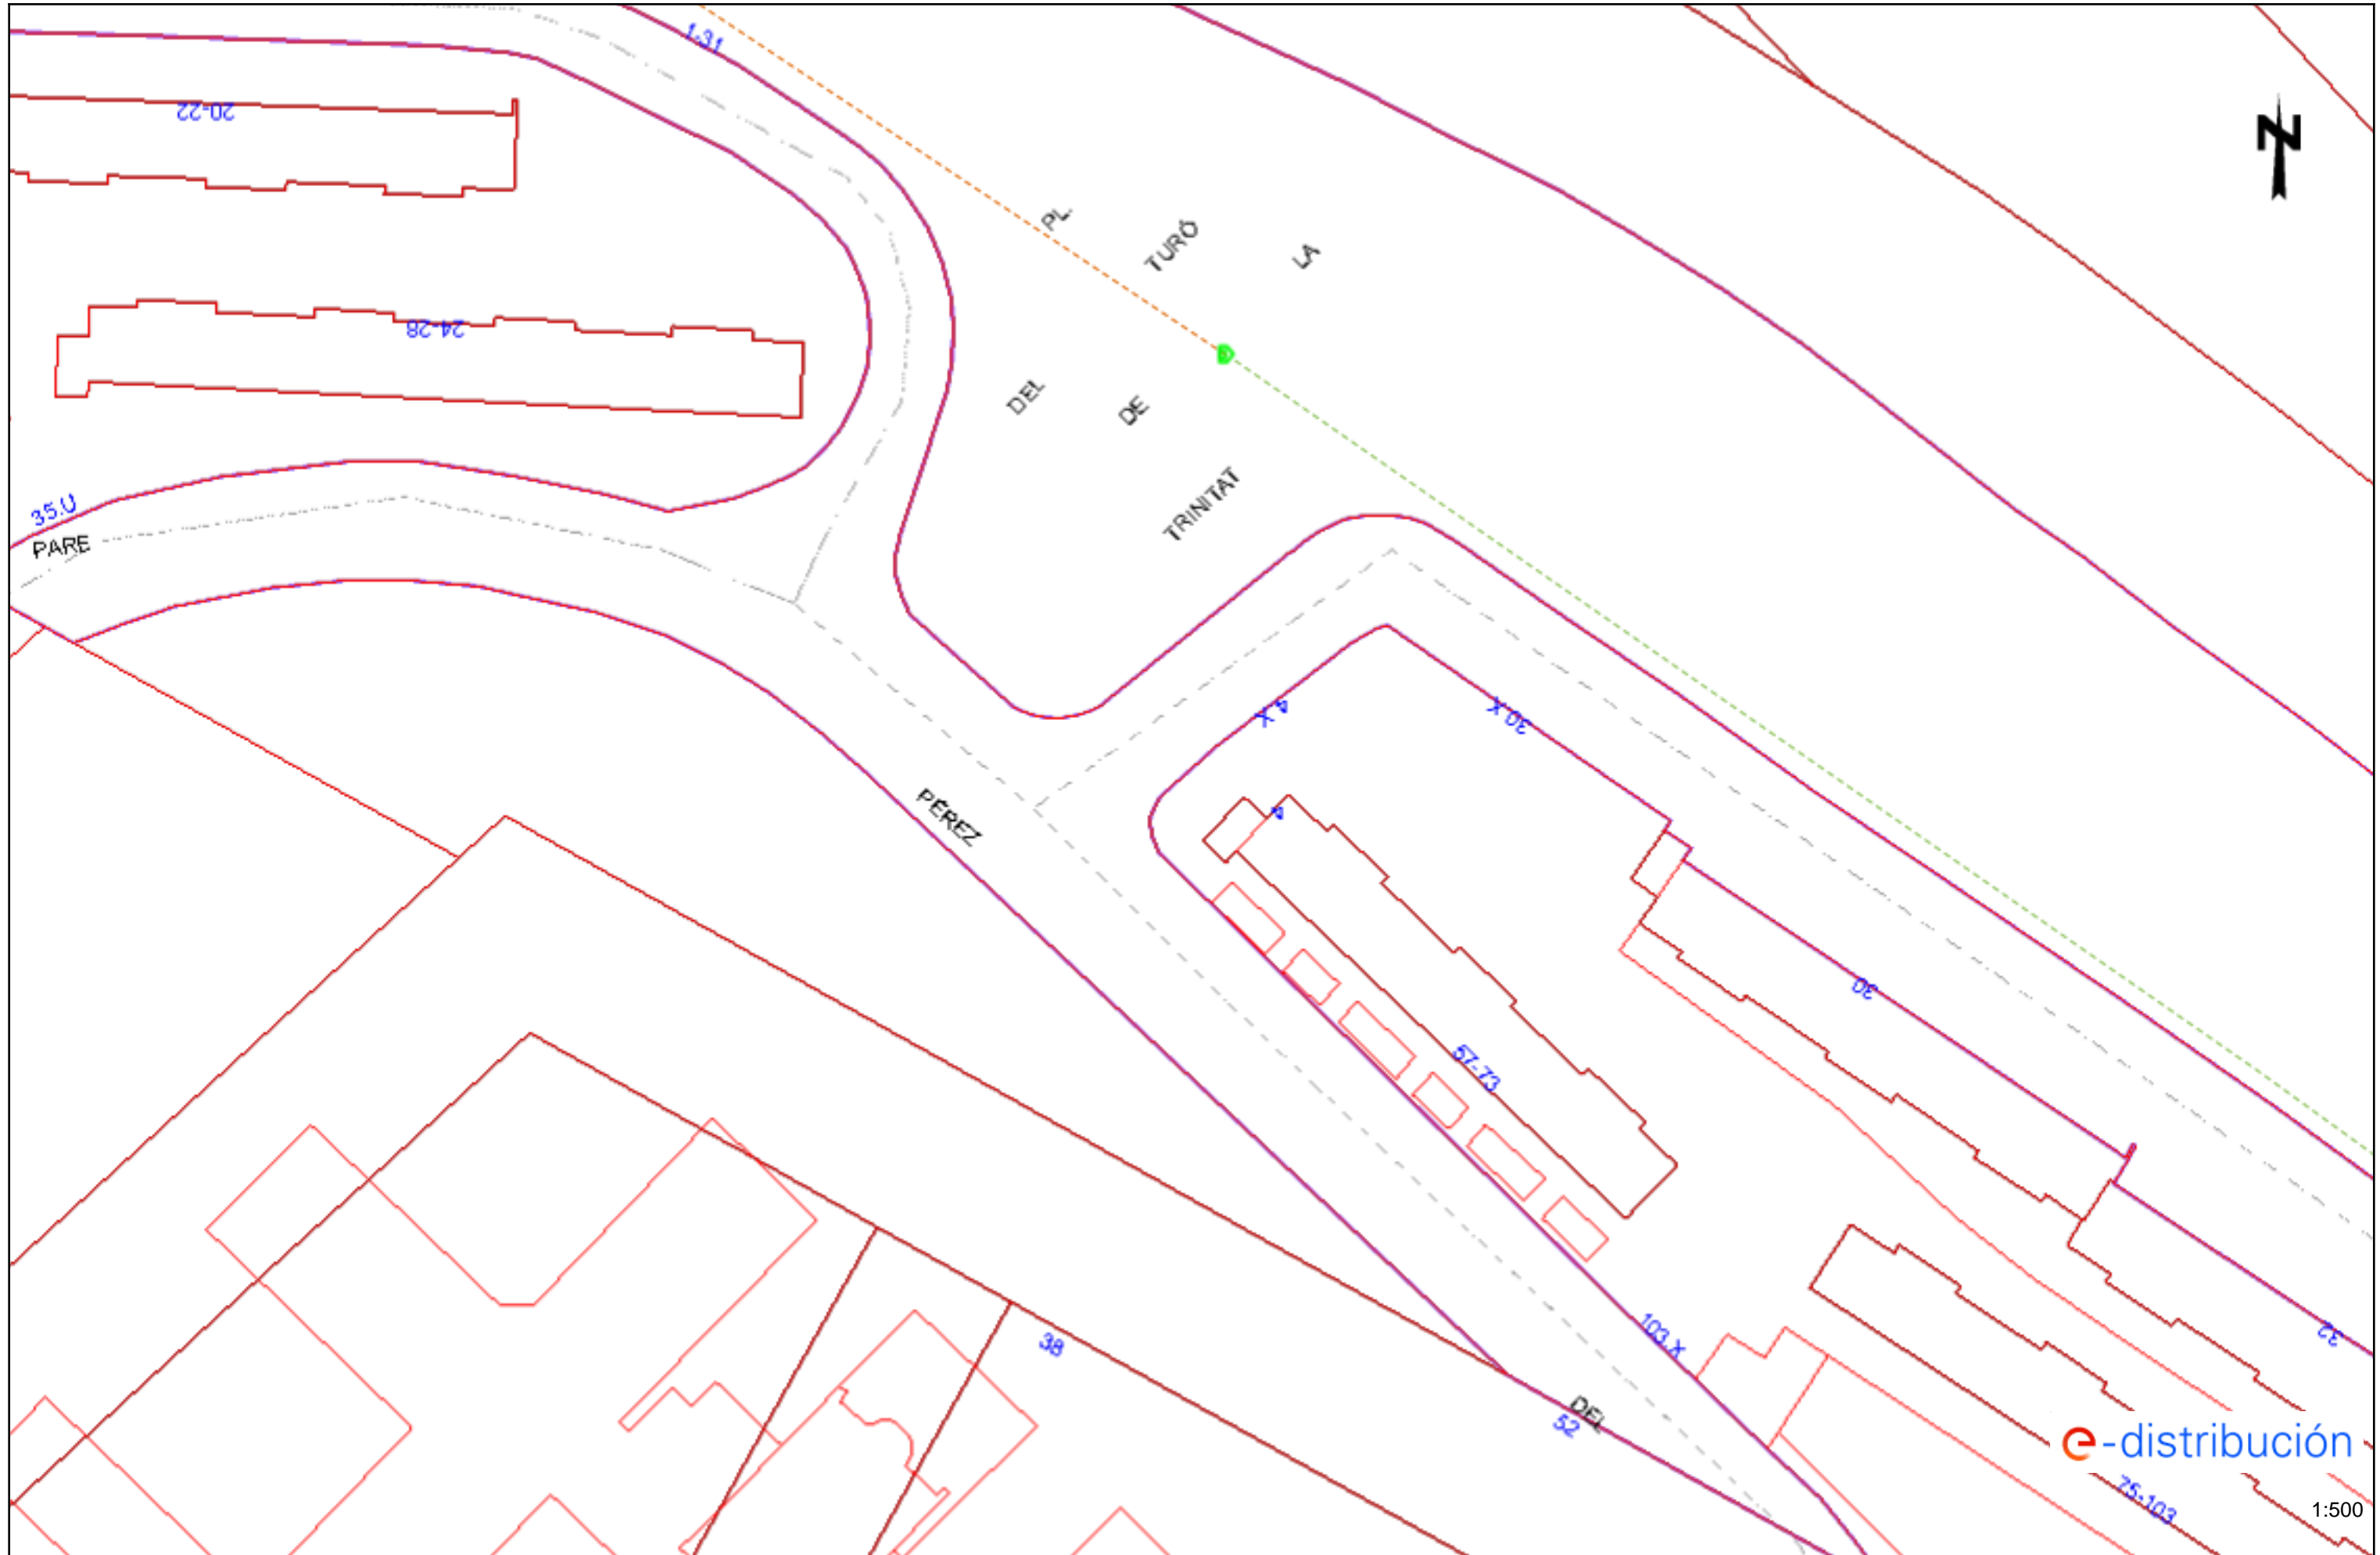 1-31
20-22
N
PL.
TURÓ
LA
24-28
DEL
DE
TRINITAT
35.U
PARE
4 X
30 X
PÉREZ
4
30
57-73
103.X
32
38
DEL
52
e-distribución
75-103
1:500